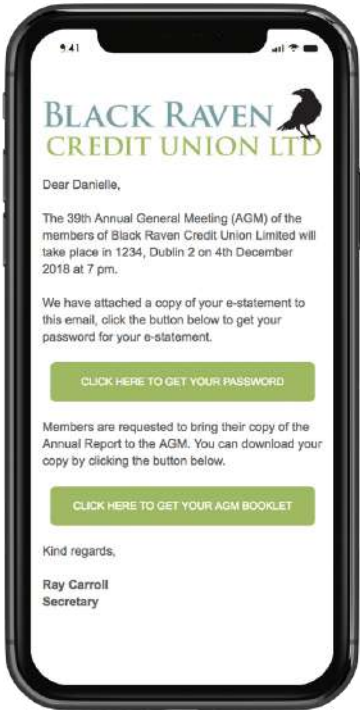 9:41
BLACK RAVEN
CREDIT UNION LTD
Dear Danielle,
The 39th Annual General Meeting (AGM) of the
members of Black Raven Credit Union Limited will
take place in 1234, Dublin 2 on 4th December
2018 at 7 pm.
We have attached a copy of your e-statement to
this email, click the button below to get your
password for your e-statement.
CLICK HERE TO GET YOUR PASSWORD
Members are requested to bring their copy of the
Annual Report to the AGM. You can download your
copy by clicking the button below.
CLICK HERE TO GET YOUR AGM BOOKLET
Kind regards,
Ray Carroll
Secretary